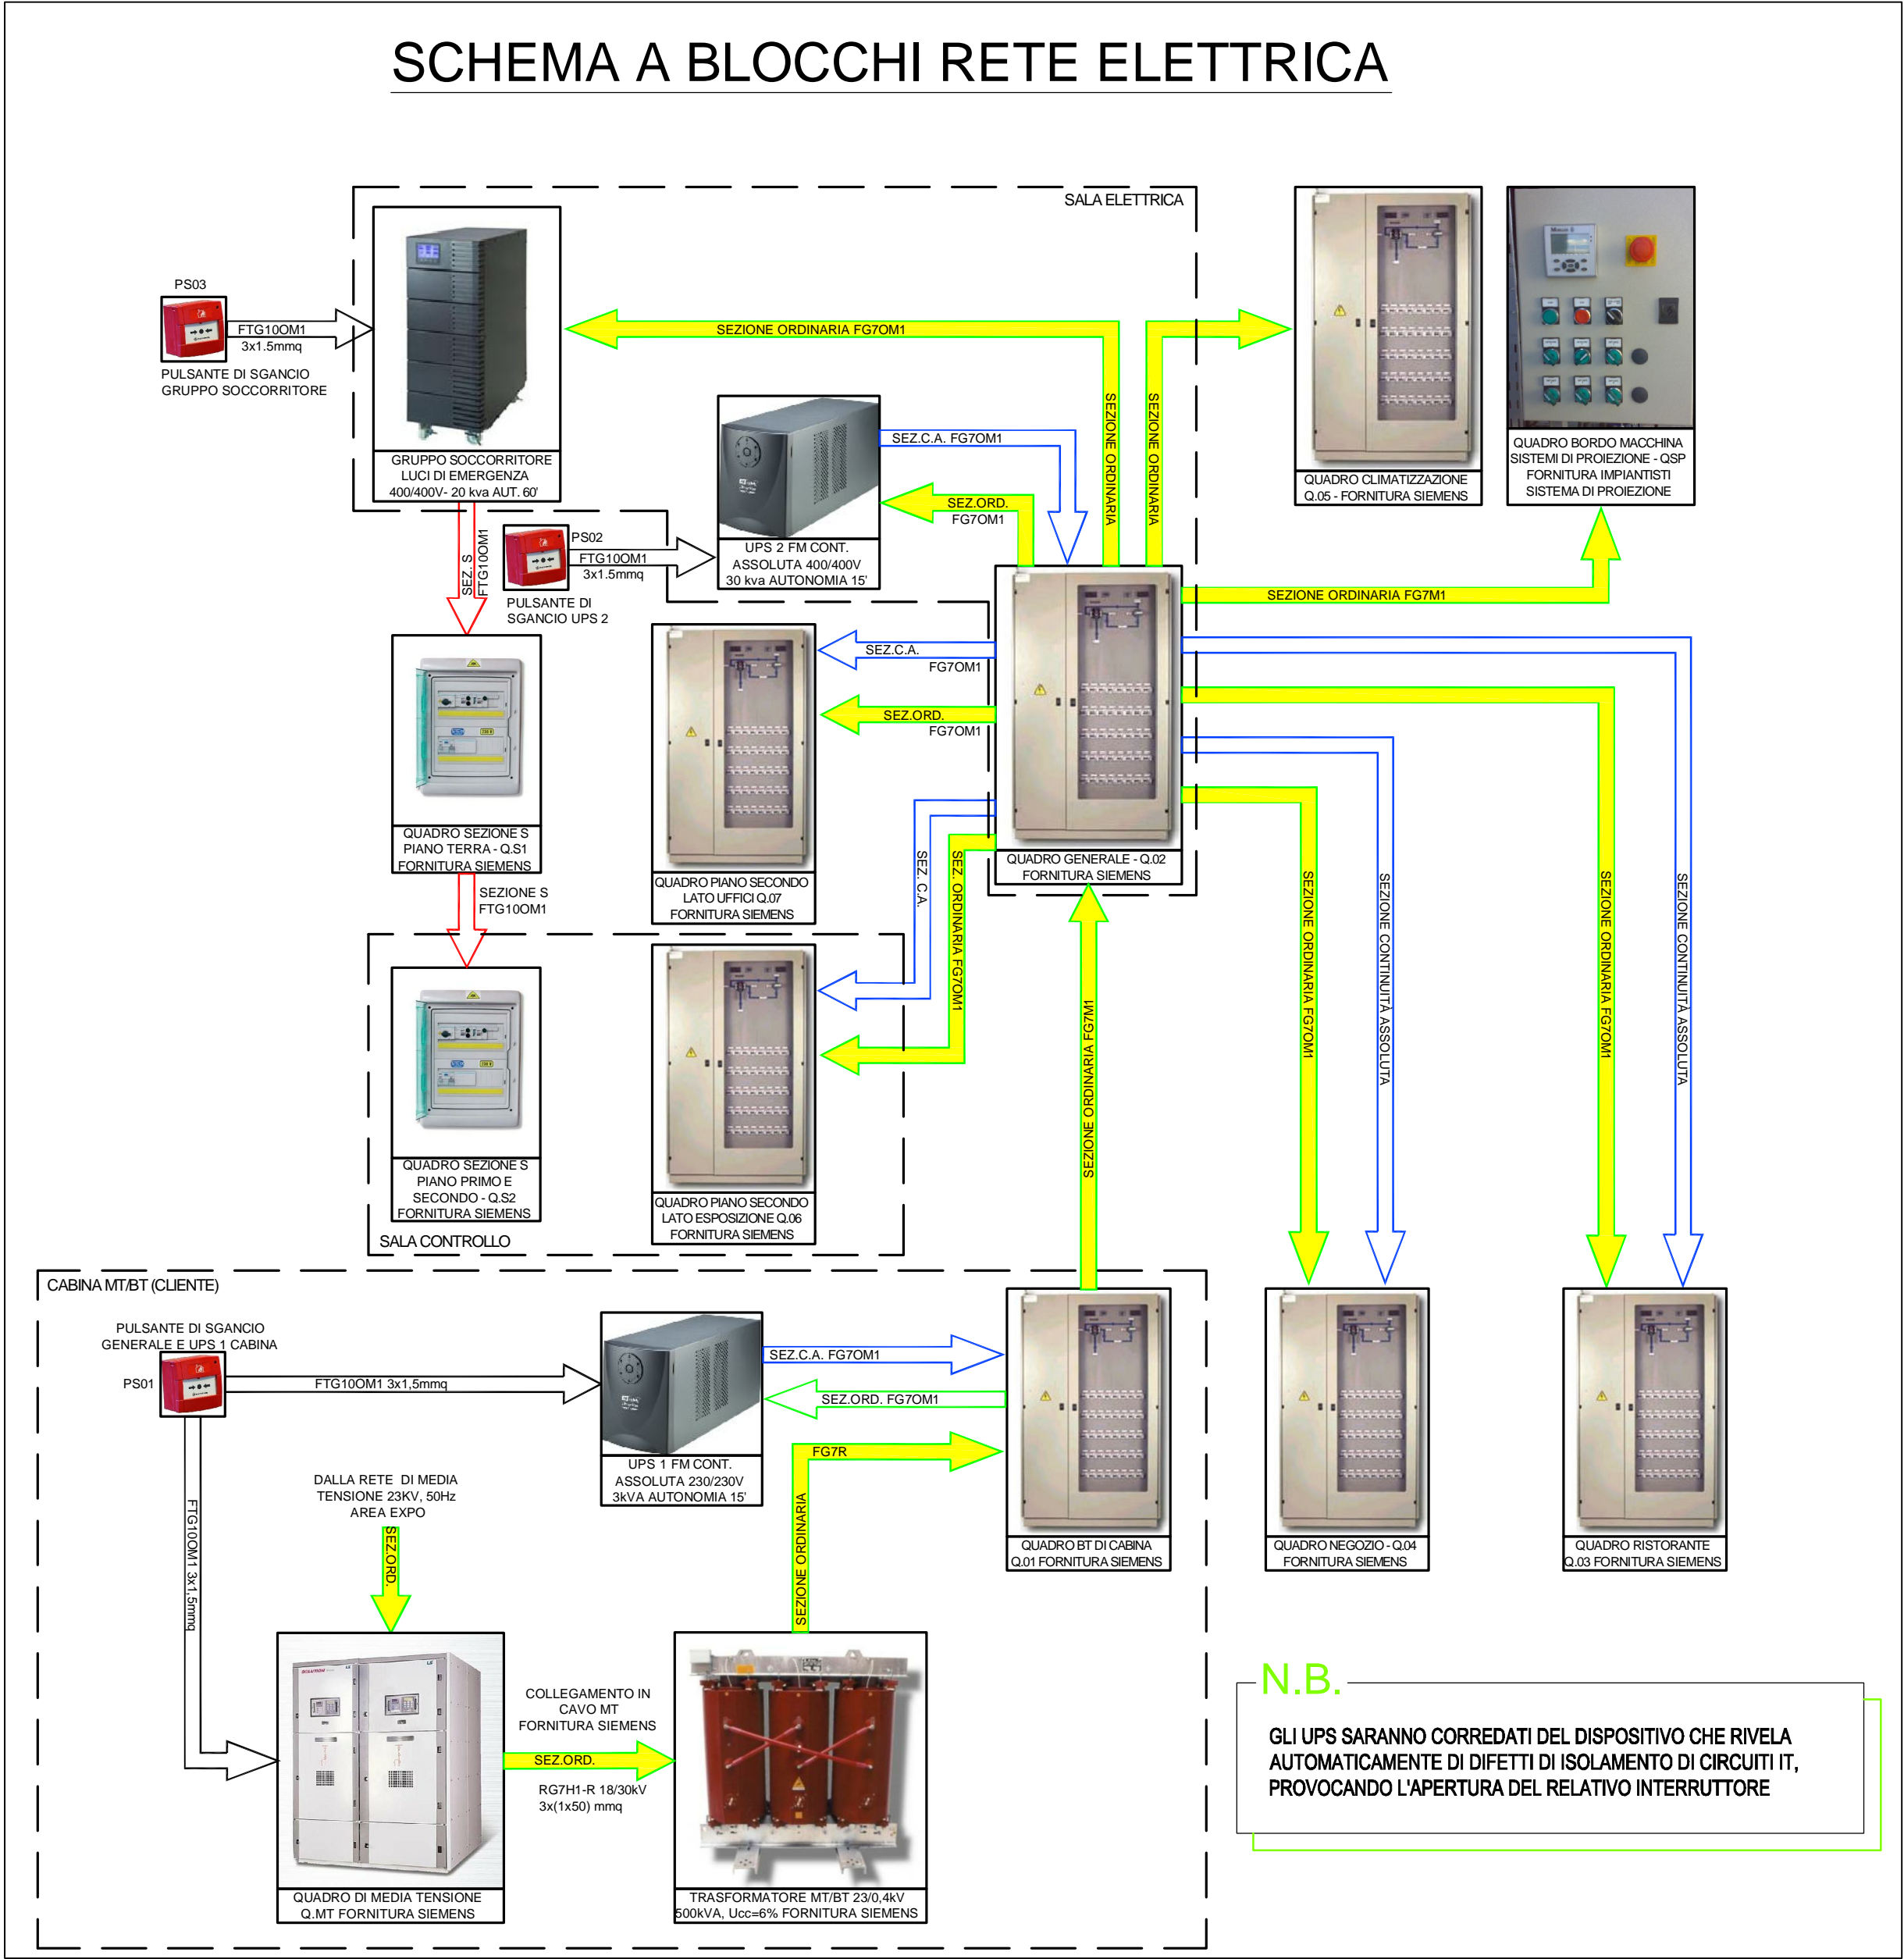 SCHEMA A BLOCCHI RETE ELETTRICA
SALA ELETTRICA
PS03
FTG10OM1
3x1.5mmq
PULSANTE DI SGANCIO
GRUPPO SOCCORRITORE
GRUPPO SOCCORRITORE
LUCI DI EMERGENZA
400/400V- 20 kva AUT. 60'
SEZIONE ORDINARIA FG7OM1
SEZIONE ORDINARIA
SEZIONE ORDINARIA
QUADRO CLIMATIZZAZIONE
Q.05 - FORNITURA SIEMENS
QUADRO BORDO MACCHINA
SISTEMI DI PROIEZIONE - QSP
FORNITURA IMPIANTISTI
SISTEMA DI PROIEZIONE
SEZ.C.A. FG7OM1
SEZ.ORD.
FG7OM1
UPS 2 FM CONT.
ASSOLUTA 400/400V
30 kva AUTONOMIA 15'
SEZ. S
FTG10OM1
PS02
FTG10OM1
3x1.5mmq
PULSANTE DI
SGANCIO UPS 2
SEZIONE ORDINARIA FG7M1
SEZ.C.A.
FG7OM1
SEZ.ORD.
FG7OM1
QUADRO SEZIONE S
PIANO TERRA - Q.S1
FORNITURA SIEMENS
QUADRO PIANO SECONDO
LATO UFFICI Q.07
FORNITURA SIEMENS
QUADRO GENERALE - Q.02
FORNITURA SIEMENS
SEZIONE S
FTG10OM1
SEZ. C.A.
SEZ. ORDINARIA FG7OM1
SEZIONE ORDINARIA FG7M1
SEZIONE ORDINARIA FG7OM1
SEZIONE CONTINUITÀ ASSOLUTA
SEZIONE ORDINARIA FG7OM1
SEZIONE CONTINUITÀ ASSOLUTA
QUADRO SEZIONE S
PIANO PRIMO E
SECONDO - Q.S2
FORNITURA SIEMENS
QUADRO PIANO SECONDO
LATO ESPOSIZIONE Q.06
FORNITURA SIEMENS
SALA CONTROLLO
CABINA MT/BT (CLIENTE)
PULSANTE DI SGANCIO
GENERALE E UPS 1 CABINA
PS01
FTG10OM1 3x1,5mmq
FTG10OM1 3x1,5mmq
SEZ.C.A. FG7OM1
SEZ.ORD. FG7OM1
FG7R
SEZIONE ORDINARIA
UPS 1 FM CONT.
ASSOLUTA 230/230V
3kVA AUTONOMIA 15'
DALLA RETE DI MEDIA
TENSIONE 23KV, 50Hz
AREA EXPO
SEZ.ORD.
QUADRO BT DI CABINA
Q.01 FORNITURA SIEMENS
QUADRO NEGOZIO - Q.04
FORNITURA SIEMENS
QUADRO RISTORANTE
Q.03 FORNITURA SIEMENS
COLLEGAMENTO IN
CAVO MT
FORNITURA SIEMENS
SEZ.ORD.
RG7H1-R 18/30kV
3x(1x50) mmq
QUADRO DI MEDIA TENSIONE
Q.MT FORNITURA SIEMENS
TRASFORMATORE MT/BT 23/0,4kV
500kVA, Ucc=6% FORNITURA SIEMENS
N.B.
GLI UPS SARANNO CORREDATI DEL DISPOSITIVO CHE RIVELA
AUTOMATICAMENTE DI DIFETTI DI ISOLAMENTO DI CIRCUITI IT,
PROVOCANDO L'APERTURA DEL RELATIVO INTERRUTTORE